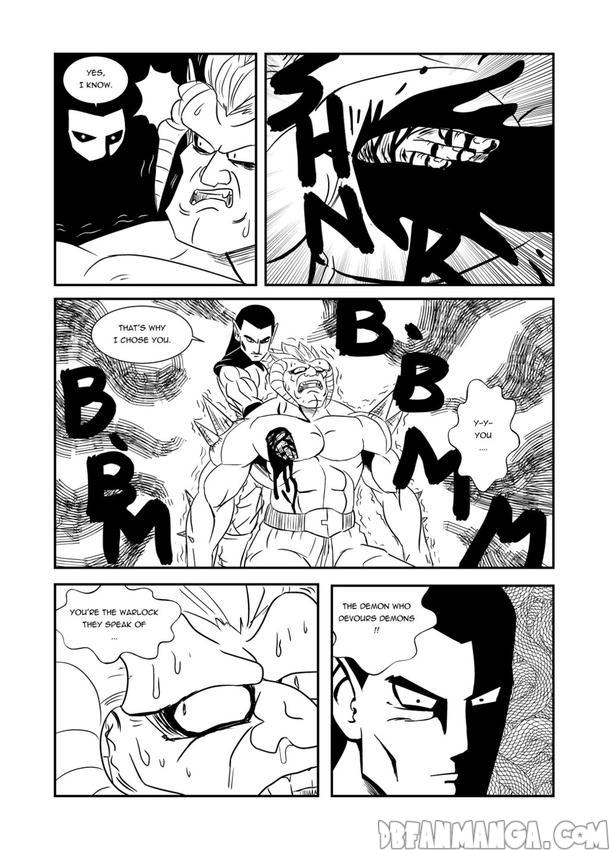 YES,
I KNOW.
SHNK
THAT'S WHY
I CHOSE YOU.
B.BM
B.BMM
Y-Y-
YOU
....
YOU'RE THE WARLOCK
THEY SPEAK OF
...
THE DEMON WHO
DEVOURS DEMONS
!!
DBFANMANGA.COM